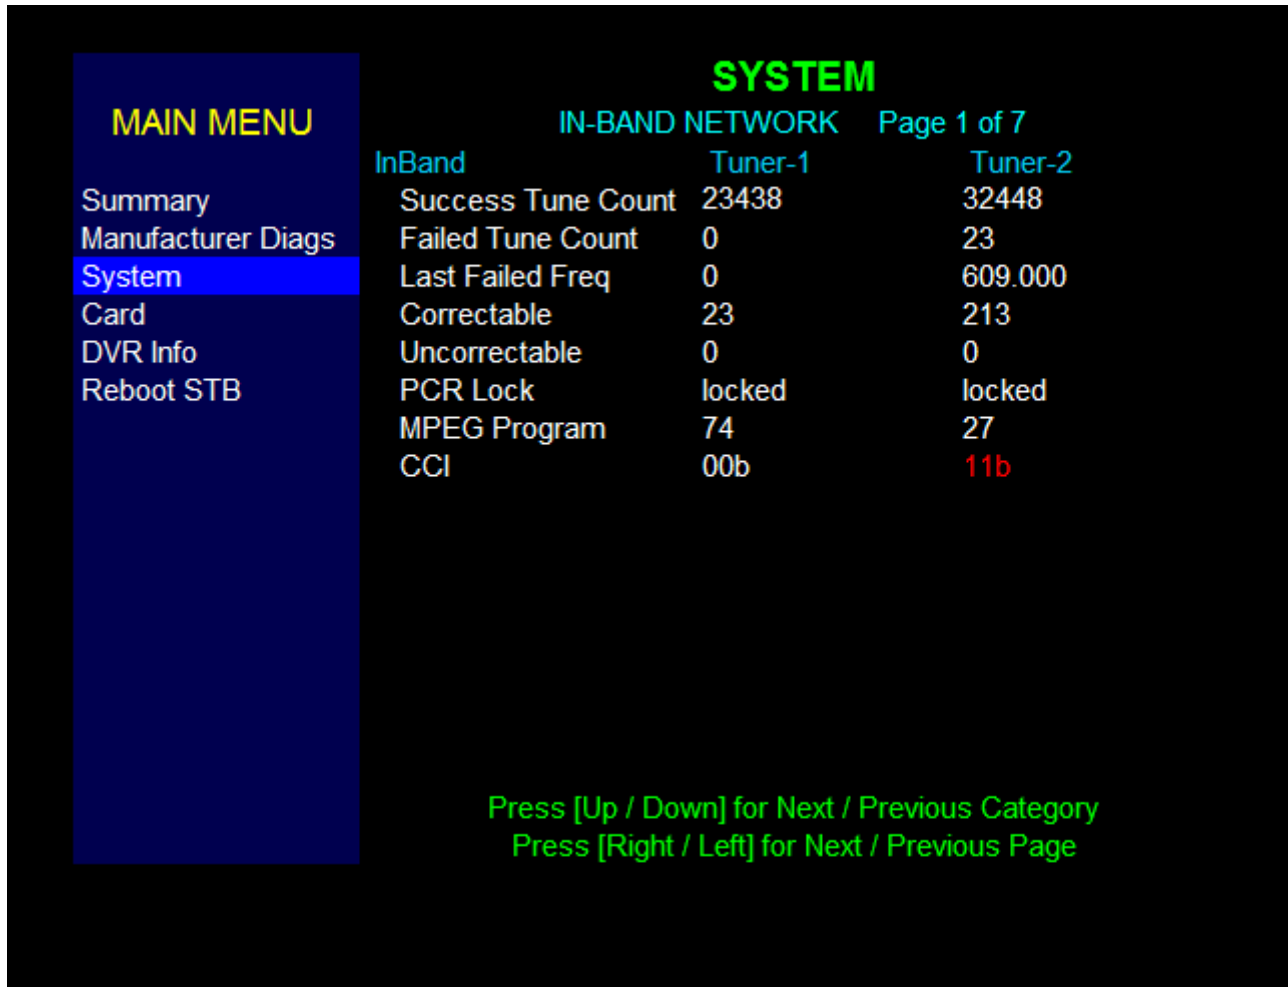 SYSTEM
MAIN MENU
IN-BAND NETWORK Page 1 of 7
InBand Tuner-1 Tuner-2
Summary
Manufacturer Diags
System
Card
DVR Info
Reboot STB
Success Tune Count 23438 32448
Failed Tune Count 0 23
Last Failed Freq 0 609.000
Correctable 23 213
Uncorrectable 0 0
PCR Lock locked locked
MPEG Program 74 27
CCI 00b 11b
Press [Up / Down] for Next / Previous Category
Press [Right / Left] for Next / Previous Page